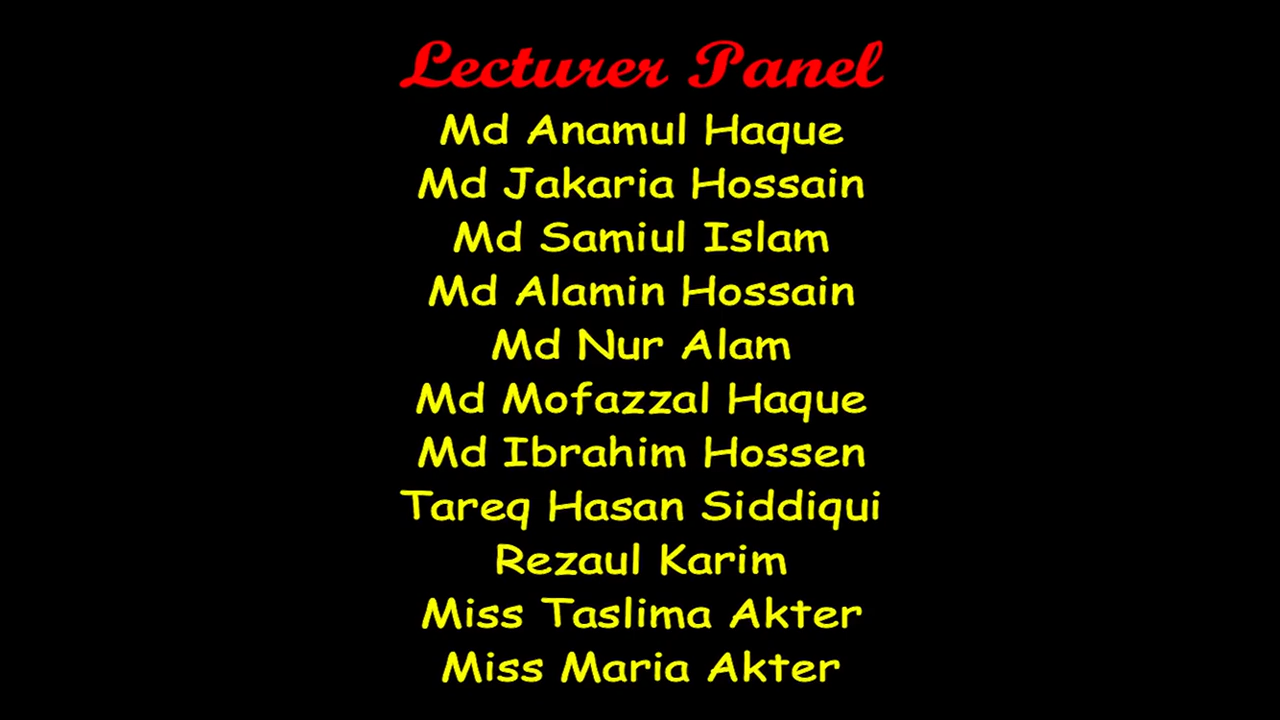 Lecturer Panel
Md Anamul Haque
Md Jakaria Hossain
Md Samiul Islam
Md Alamin Hossain
Md Nur Alam
Md Mofazzal Haque
Md Ibrahim Hossen
Tareq Hasan Siddiqui
Rezaul Karim
Miss Taslima Akter
Miss Maria Akter